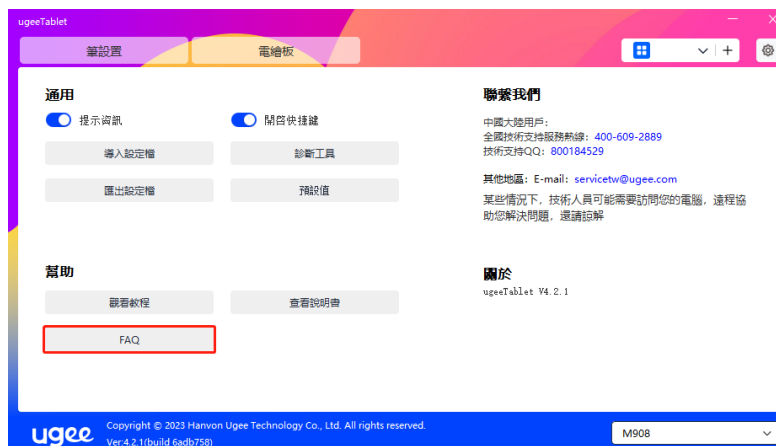 ugeeTablet
筆設置
電繪板
通用
提示資訊
開啓快捷鍵
導入設定檔
診斷工具
匯出設定檔
預設值
幫助
觀看教程
查看說明書
FAQ
聯繫我們
中國大陸用戶：
全國技術支持服務熱線：400-609-2889
技術支持QQ：800184529
其他地區：E-mail：servicetw@ugee.com
某些情況下，技術人員可能需要訪問您的電腦，遠程協
助您解決問題，還請諒解
關於
ugeeTablet V4.2.1
ugee
Copyright © 2023 Hanvon Ugee Technology Co., Ltd. All rights reserved.
Ver:4.2.1(build 6adb758)
M908